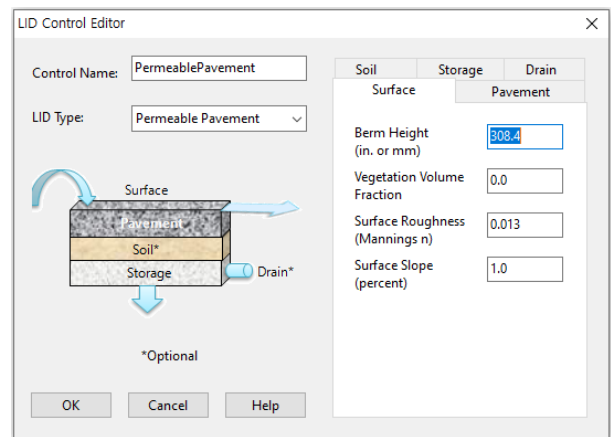 LID Control Editor
Control Name:
PermeablePavement
LID Type:
Permeable Pavement
Surface
Pavement
Soil*
Storage
Drain*
*Optional
OK
Cancel
Help
Soil
Storage
Drain
Surface
Pavement
Berm Height
(in. or mm)
308.4
Vegetation Volume
Fraction
0.0
Surface Roughness
(Mannings n)
0.013
Surface Slope
(percent)
1.0